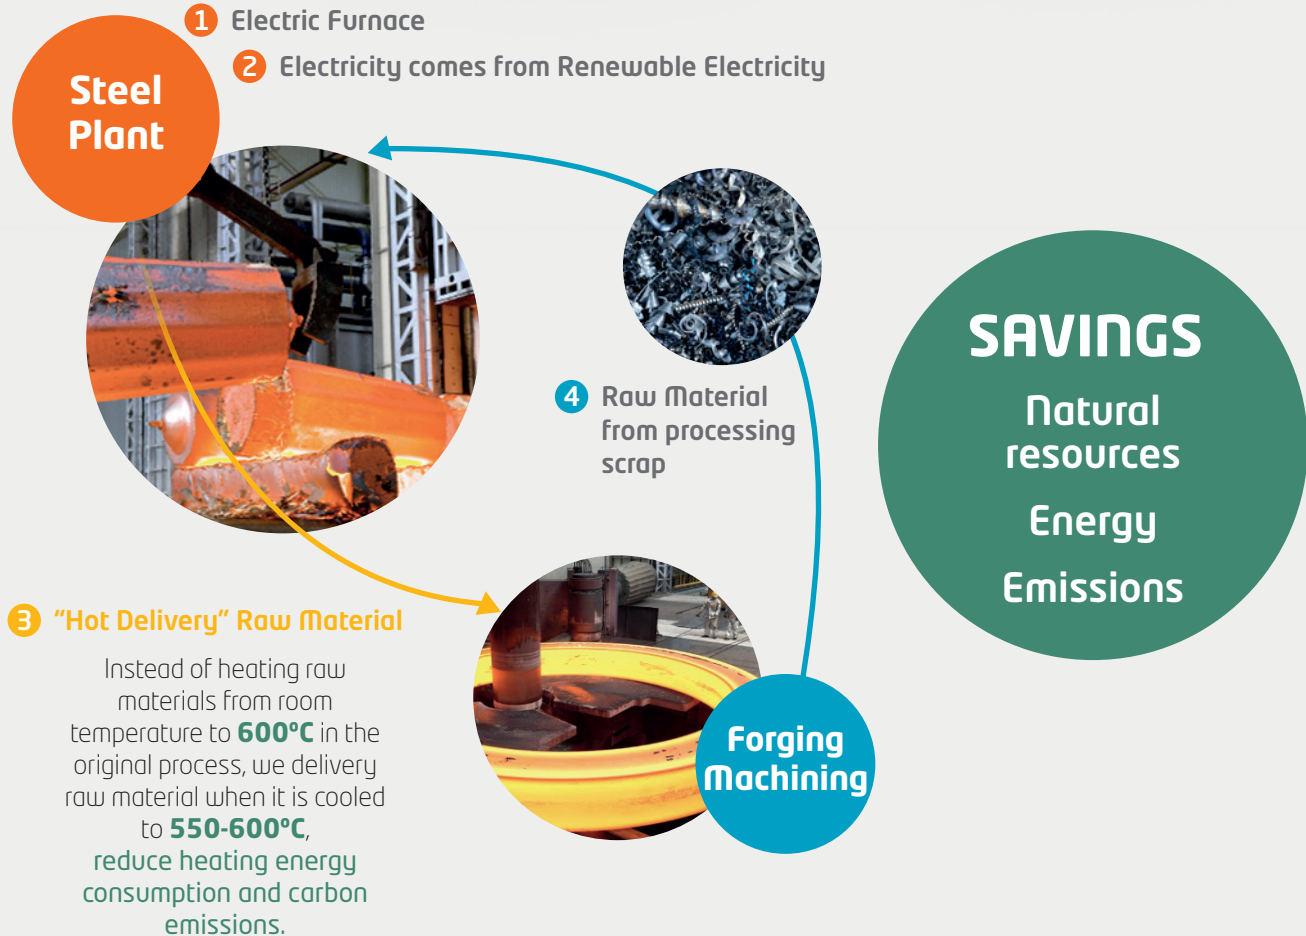 1 Electric Furnace
2 Electricity comes from Renewable Electricity
Steel
Plant
4 Raw Material
from processing
scrap
SAVINGS
Natural
resources
Energy
Emissions
3 “Hot Delivery” Raw Material
Instead of heating raw
materials from room
temperature to 600ºC in the
original process, we delivery
raw material when it is cooled
to 550-600ºC,
reduce heating energy
consumption and carbon
emissions.
Forging
Machining